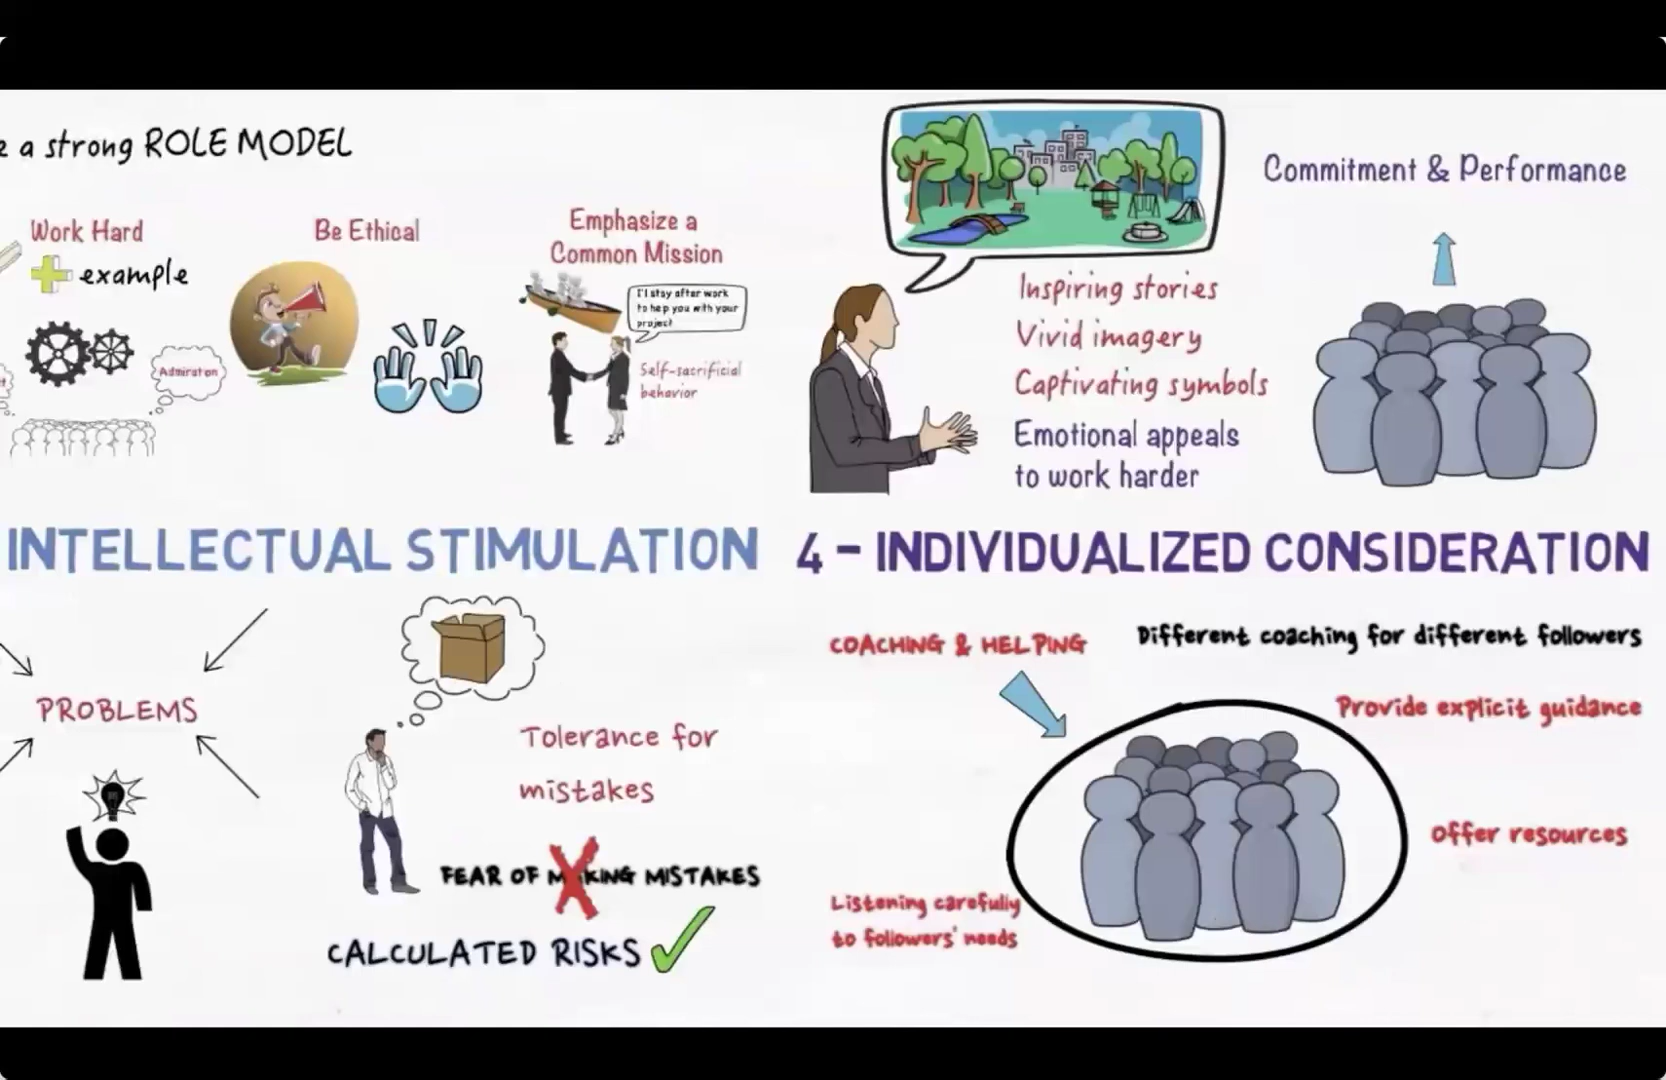 a strong ROLE MODEL
Work Hard
example
Admiration
Be Ethical
Emphasize a
Common Mission
I'l stay after work
to help you with your
project
Self-sacrificial
behavior
Commitment & Performance
Inspiring stories
Vivid imagery
Captivating symbols
Emotional appeals
to work harder
INTELLECTUAL STIMULATION
PROBLEMS
Tolerance for
mistakes
FEAR OF MAKING MISTAKES
CALCULATED RISKS
4 - INDIVIDUALIZED CONSIDERATION
COACHING & HELPING
Different coaching for different followers
Provide explicit guidance
offer resources
Listening carefully
to followers' needs